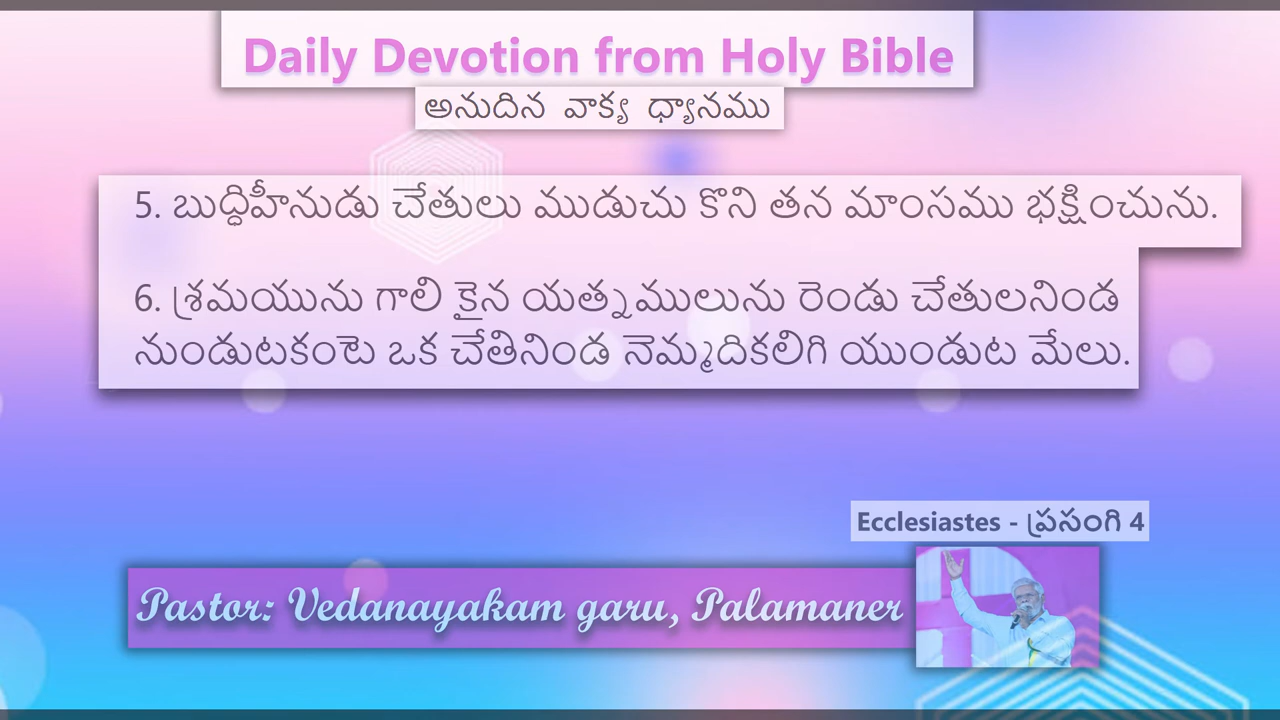 Daily Devotion from Holy Bible
అనుదిన వాక్య ధ్యానము
5. బుద్ధిహీనుడు చేతులు ముడుచు కొని తన మాంసము భక్షించును.
6. శ్రమయును గాలి కైన యత్నములును రెండు చేతులనిండ
నుండుటకంటె ఒక చేతినిండ నెమ్మదికలిగి యుండుట మేలు.
Ecclesiastes - ప్రసంగి 4
Pastor: Vedanayakam garu, Palamaner